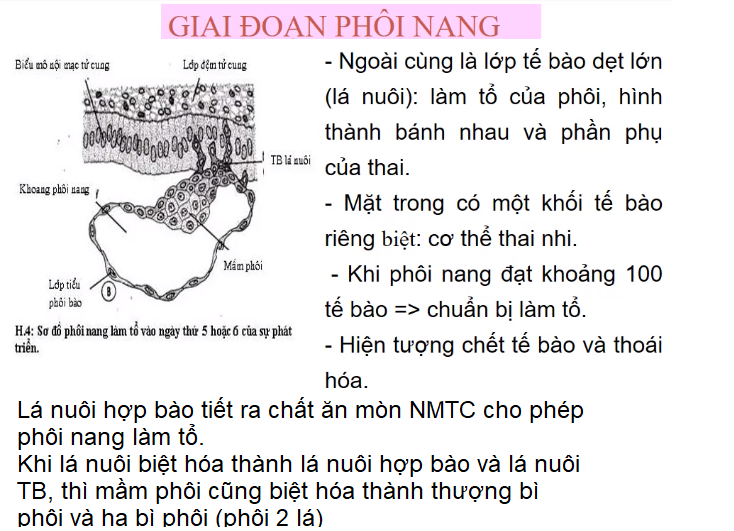 GIAI ĐOAN PHÔI NANG
Biểu mô nội mạc tử cung
Lớp đệm tử cung
TB lá nuôi
Khoang phôi nang
Mầm phôi
Lớp tiểu
phôi bào
B
H.4: Sơ đồ phôi nang làm tổ vào ngày thứ 5 hoặc 6 của sự phát
triển.
- Ngoài cùng là lớp tế bào dẹt lớn
(lá nuôi): làm tổ của phôi, hình
thành bánh nhau và phần phụ
của thai.
- Mặt trong có một khối tế bào
riêng biệt: cơ thể thai nhi.
- Khi phôi nang đạt khoảng 100
tế bào => chuẩn bị làm tổ.
- Hiện tượng chết tế bào và thoái
hóa.
Lá nuôi hợp bào tiết ra chất ăn mòn NMTC cho phép
phôi nang làm tổ.
Khi lá nuôi biệt hóa thành lá nuôi hợp bào và lá nuôi
TB, thì mầm phôi cũng biệt hóa thành thượng bì
phôi và hạ bì phôi (phôi 2 lá)